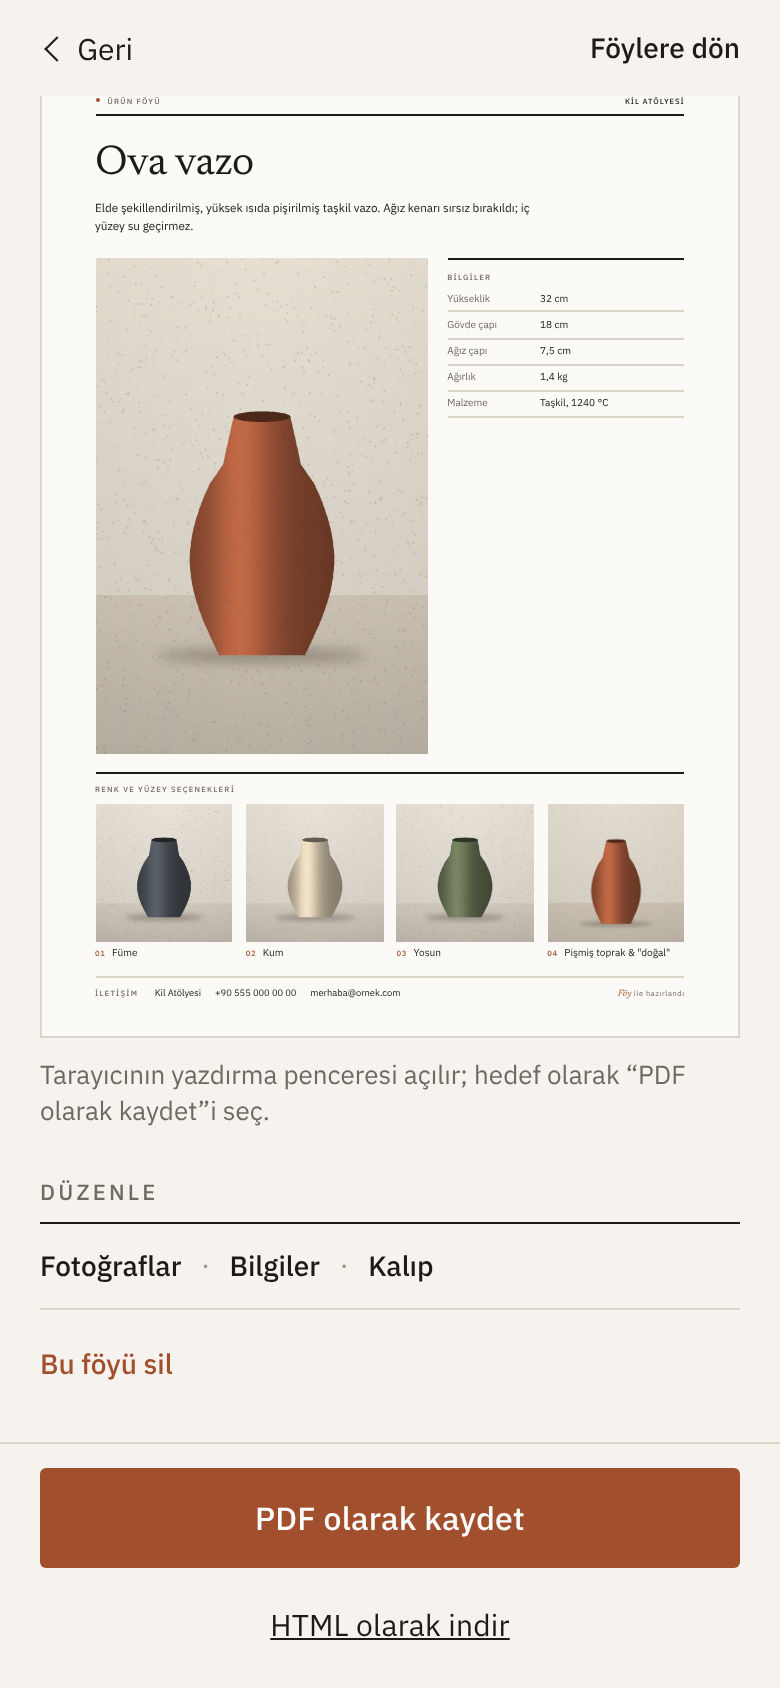 Geri
Föylere dön
ÜRÜN FÖYÜ
KİL ATÖLYESİ
Ova vazo
Elde şekillendirilmiş, yüksek ısıda pişirilmiş taşkil vazo. Ağız kenarı sırsız bırakıldı; iç
yüzey su geçirmez.
BİLGİLER
Yükseklik 32 cm
Gövde çapı 18 cm
Ağız çapı 7,5 cm
Ağırlık 1,4 kg
Malzeme Taşkil, 1240 °C
RENK VE YÜZEY SEÇENEKLERİ
01 Füme
02 Kum
03 Yosun
04 Pişmiş toprak & "doğal"
İLETİŞİM Kil Atölyesi +90 555 000 00 00 merhaba@ornek.com
Föy ile hazırlandı
Tarayıcının yazdırma penceresi açılır; hedef olarak “PDF
olarak kaydet”i seç.
DÜZENLE
Fotoğraflar · Bilgiler · Kalıp
Bu föyü sil
PDF olarak kaydet
HTML olarak indir